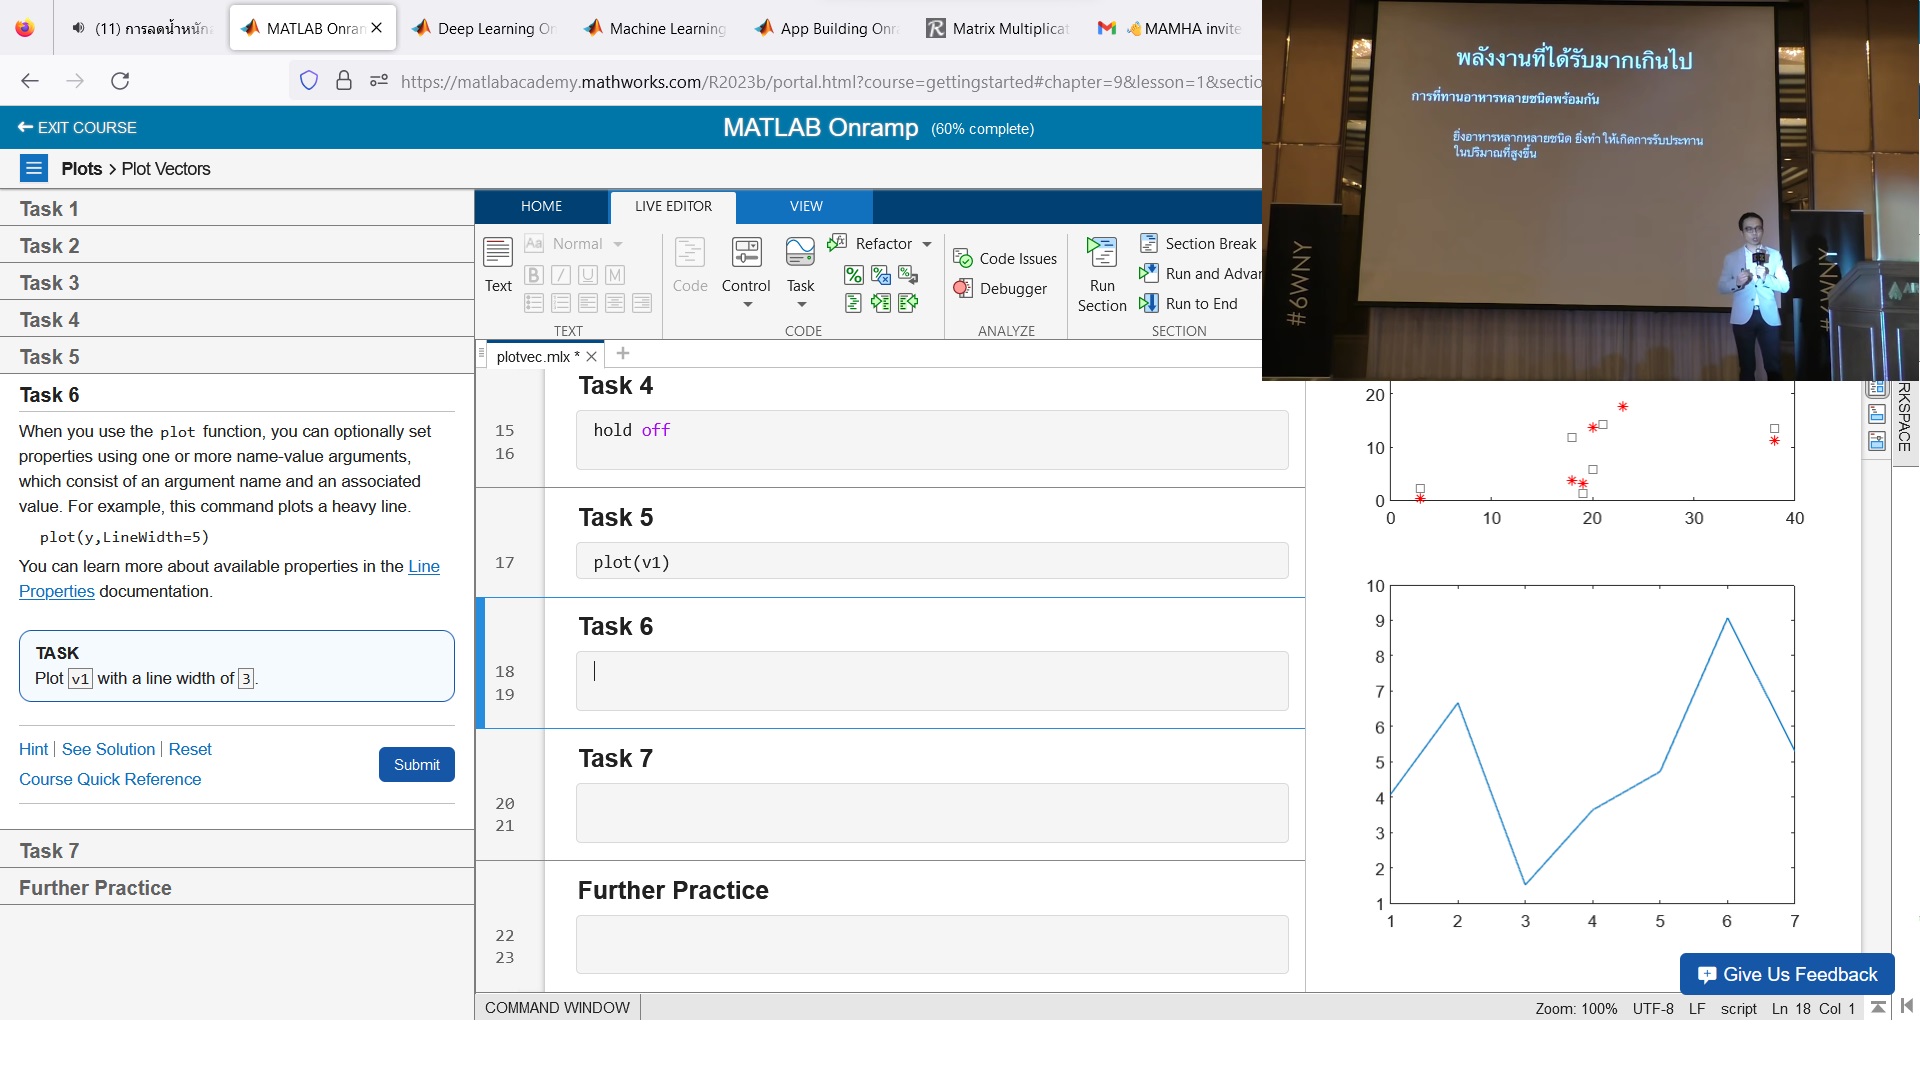 (11) การลดน้ำหนัก
MATLAB Onran
Deep Learning On
Machine Learning
App Building Onra
Matrix Multiplicat
MAMHA invite
https://matlabacademy.mathworks.com/R2023b/portal.html?course=gettingstarted#chapter=9&lesson=1&sectio
EXIT COURSE
MATLAB Onramp (60% complete)
Plots > Plot Vectors
Task 1
Task 2
Task 3
Task 4
Task 5
Task 6
When you use the plot function, you can optionally set
properties using one or more name-value arguments,
which consist of an argument name and an associated
value. For example, this command plots a heavy line.
plot(y,LineWidth=5)
You can learn more about available properties in the Line
Properties documentation.
TASK
Plot v1 with a line width of 3.
Hint | See Solution | Reset
Course Quick Reference
Submit
Task 7
Further Practice
HOME LIVE EDITOR VIEW
Text
Aa Normal
B I U M
TEXT
Code
Control
Task
Refactor
CODE
Code Issues
Debugger
ANALYZE
Run
Section
Section Break
Run and Advan
Run to End
SECTION
plotvec.mlx *
Task 4
15 hold off
16
Task 5
17 plot(v1)
Task 6
18
19
Task 7
20
21
Further Practice
22
23
พลังงานที่ได้รับมากเกินไป
การที่ทานอาหารหลายชนิดพร้อมกัน
ยิ่งอาหารหลากหลายชนิด ยิ่งทำ ให้เกิดการรับประทาน
ในปริมาณที่สูงขึ้น
#6WNY
20
10
0
0 10 20 30 40
10
9
8
7
6
5
4
3
2
1
1 2 3 4 5 6 7
RKSPACE
Give Us Feedback
COMMAND WINDOW
Zoom: 100% UTF-8 LF script Ln 18 Col 1